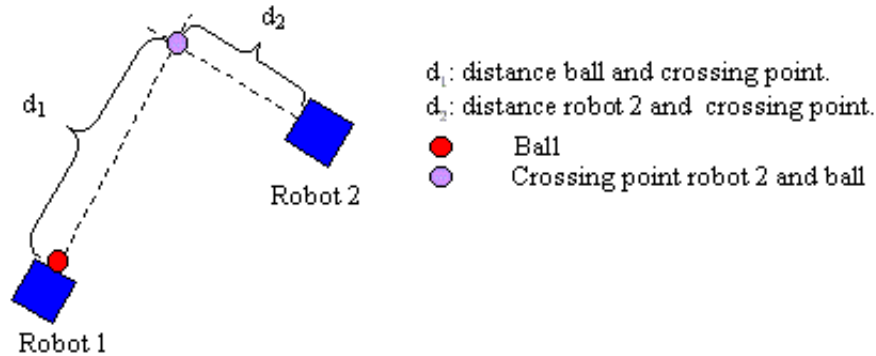 d₂
d₁
d₁: distance ball and crossing point.
d₂: distance robot 2 and crossing point.
Ball
Crossing point robot 2 and ball
Robot 2
Robot 1